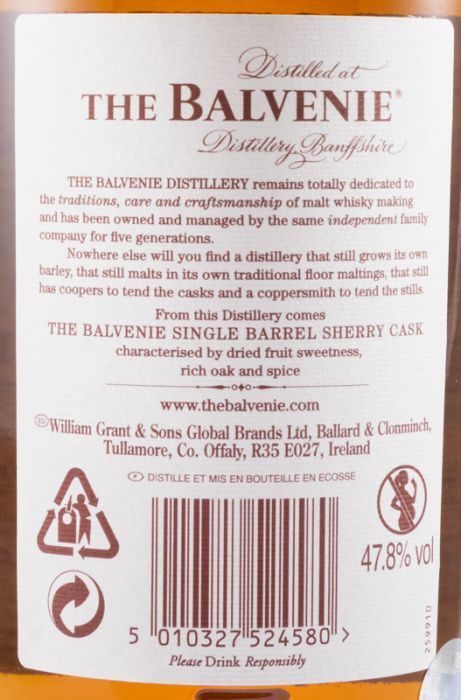 Distilled at
THE BALVENIE®
Distillery, Banffshire
THE BALVENIE DISTILLERY remains totally dedicated to
the traditions, care and craftsmanship of malt whisky making
and has been owned and managed by the same independent family
company for five generations.
Nowhere else will you find a distillery that still grows its own
barley, that still malts in its own traditional floor maltings, that still
has coopers to tend the casks and a coppersmith to tend the stills.
From this Distillery comes
THE BALVENIE SINGLE BARREL SHERRY CASK
characterised by dried fruit sweetness,
rich oak and spice
www.thebalvenie.com
EU William Grant & Sons Global Brands Ltd, Ballard & Clonminch,
Tullamore, Co. Offaly, R35 E027, Ireland
F DISTILLE ET MIS EN BOUTEILLE EN ECOSSE
47.8% vol
259910
5 010327 524580 >
Please Drink Responsibly